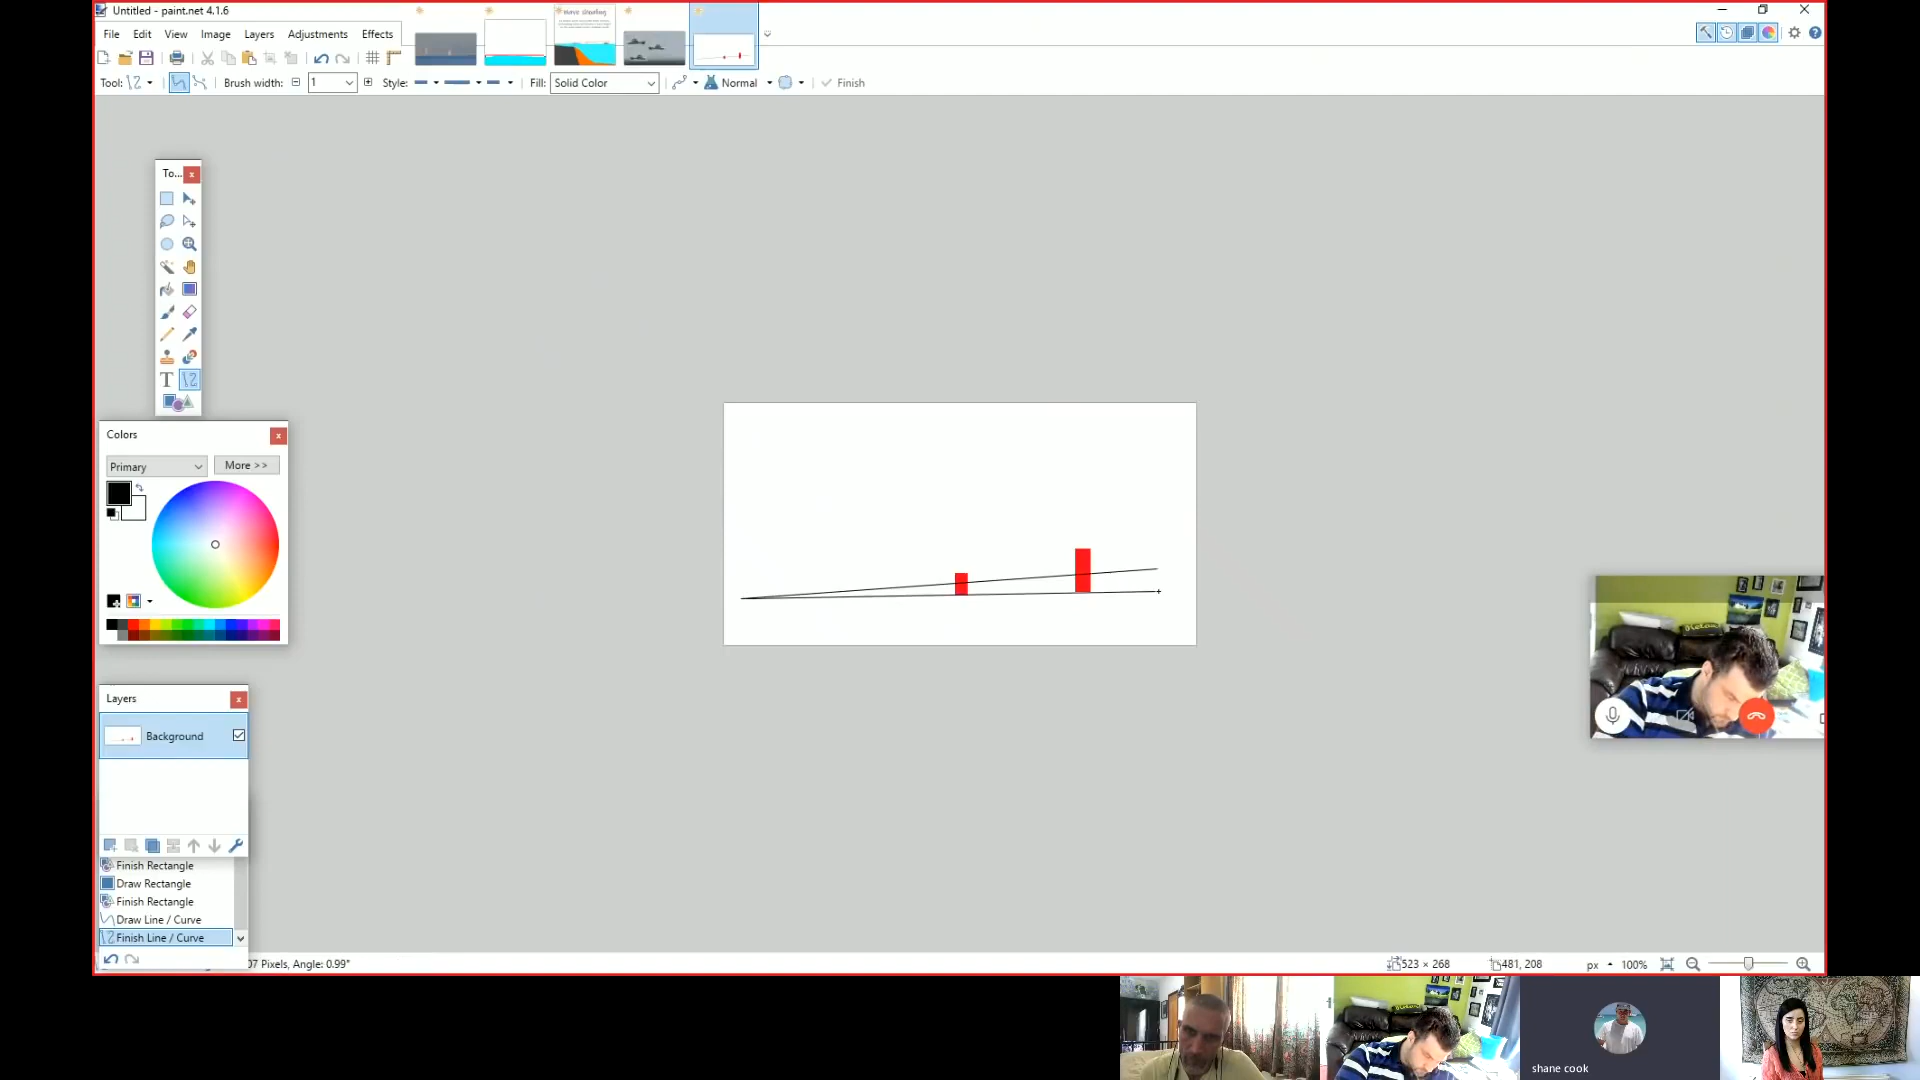 Untitled - paint.net 4.1.6
File Edit View Image Layers Adjustments Effects
Tool: Brush width: 1 Style: Fill: Solid Color Normal Finish
To...
T
Colors
Primary More >>
Layers
Background
Finish Rectangle
Draw Rectangle
Finish Rectangle
Draw Line / Curve
Finish Line / Curve
07 Pixels, Angle: 0.99°
523 × 268
481, 208
px
100%
shane cook